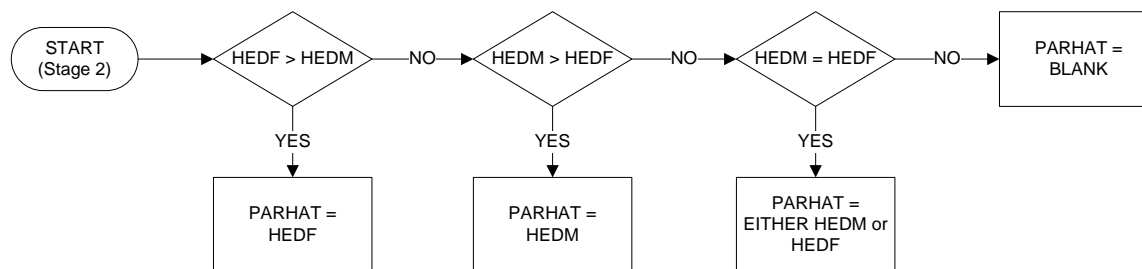 START
(Stage 2)
HEDF > HEDM
NO
HEDM > HEDF
NO
HEDM = HEDF
NO
PARHAT =
BLANK
YES
YES
YES
PARHAT =
HEDF
PARHAT =
HEDM
PARHAT =
EITHER HEDM or
HEDF